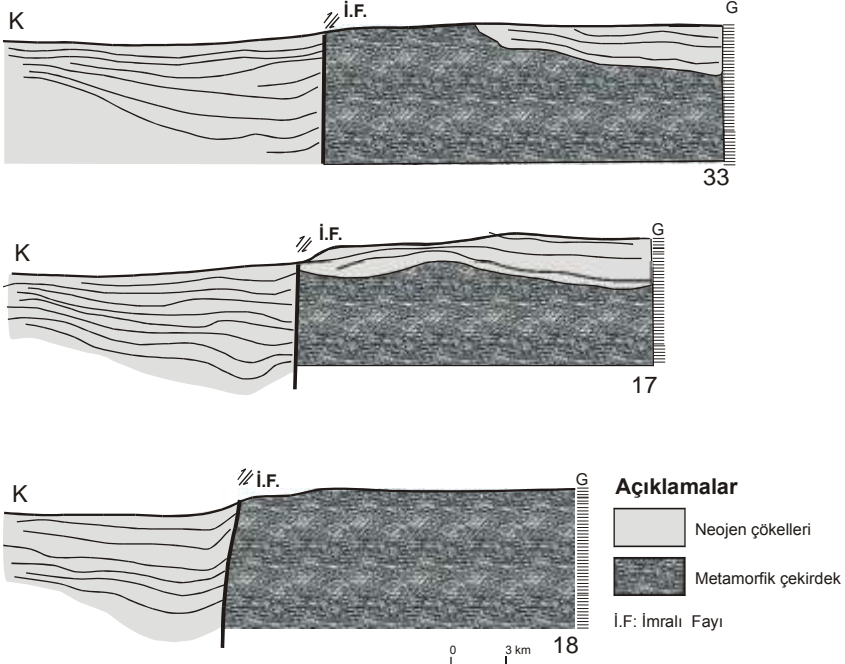 K
İ.F.
G
33
K
İ.F.
G
17
K
İ.F.
G
18
0 3 km
Açıklamalar
Neojen çökelleri
Metamorfik çekirdek
İ.F: İmralı Fayı